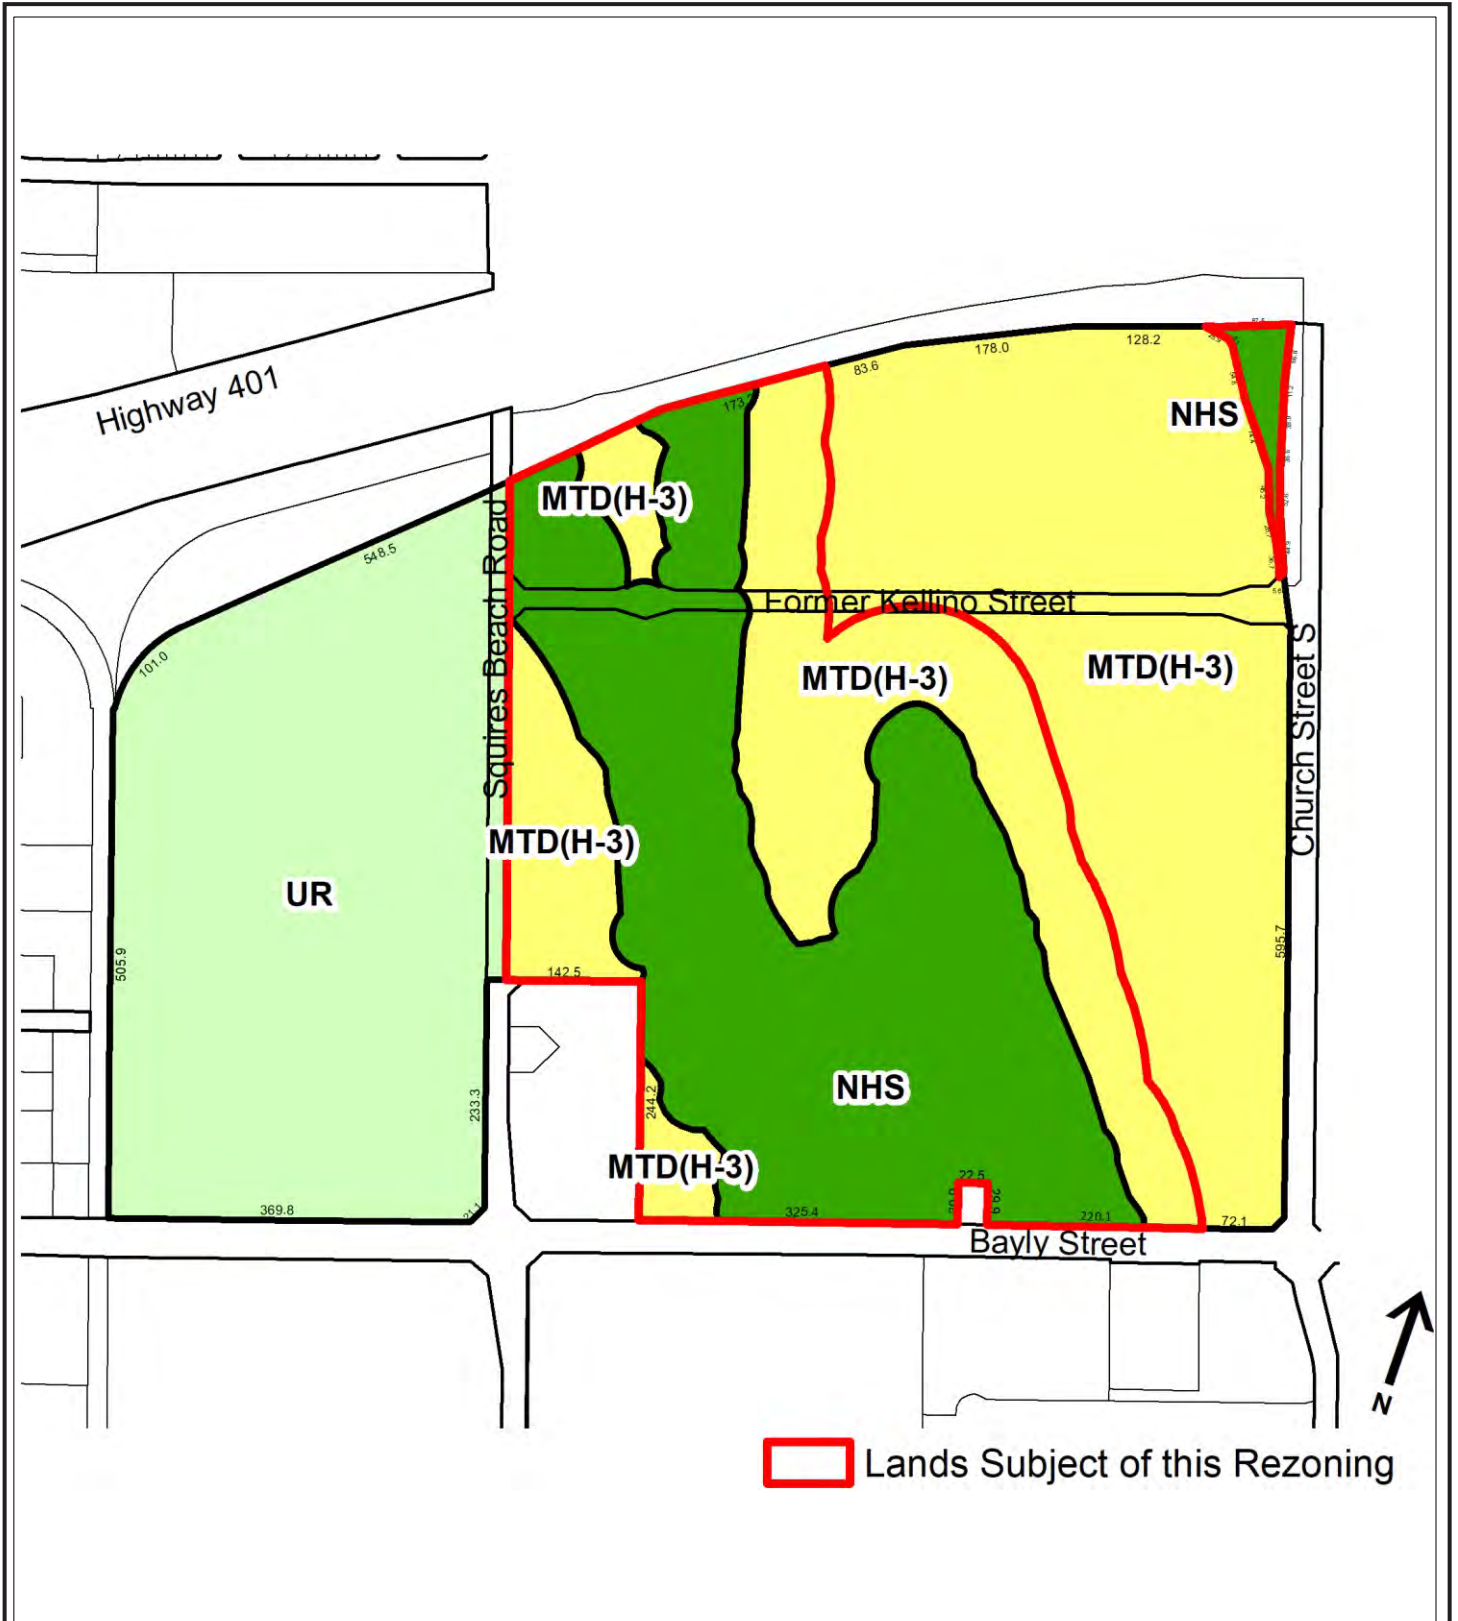 Highway 401
178.0
128.2
83.6
173.2
NHS
MTD(H-3)
548.5
Squires Beach Road
Former Kellino Street
101.0
MTD(H-3)
MTD(H-3)
Church Street S
MTD(H-3)
UR
505.9
142.5
595.7
NHS
244.2
233.3
MTD(H-3)
22.5
29.9
369.8
325.4
220.1
72.1
Bayly Street
N
Lands Subject of this Rezoning